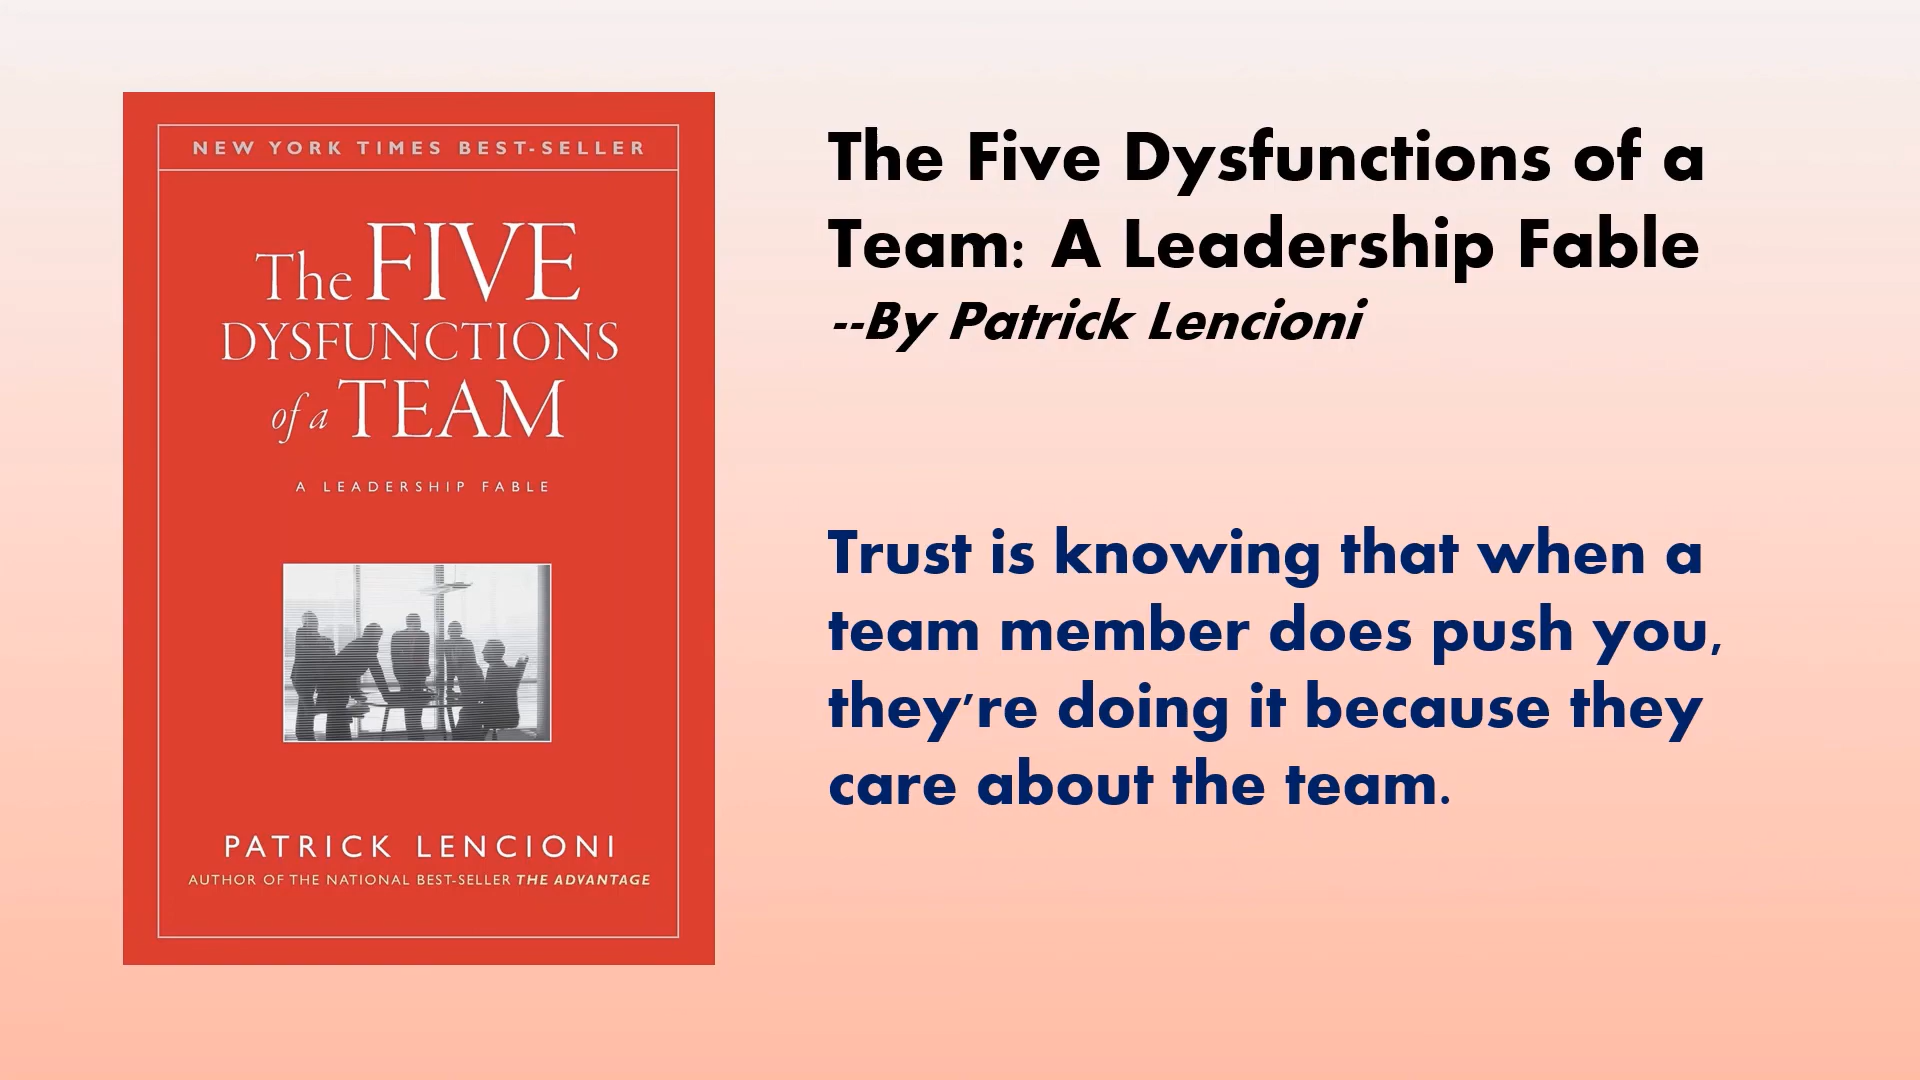 NEW YORK TIMES BEST-SELLER
The FIVE
DYSFUNCTIONS
of a TEAM
A LEADERSHIP FABLE
PATRICK LENCIONI
AUTHOR OF THE NATIONAL BEST-SELLER THE ADVANTAGE
The Five Dysfunctions of a
Team: A Leadership Fable
--By Patrick Lencioni
Trust is knowing that when a
team member does push you,
they're doing it because they
care about the team.